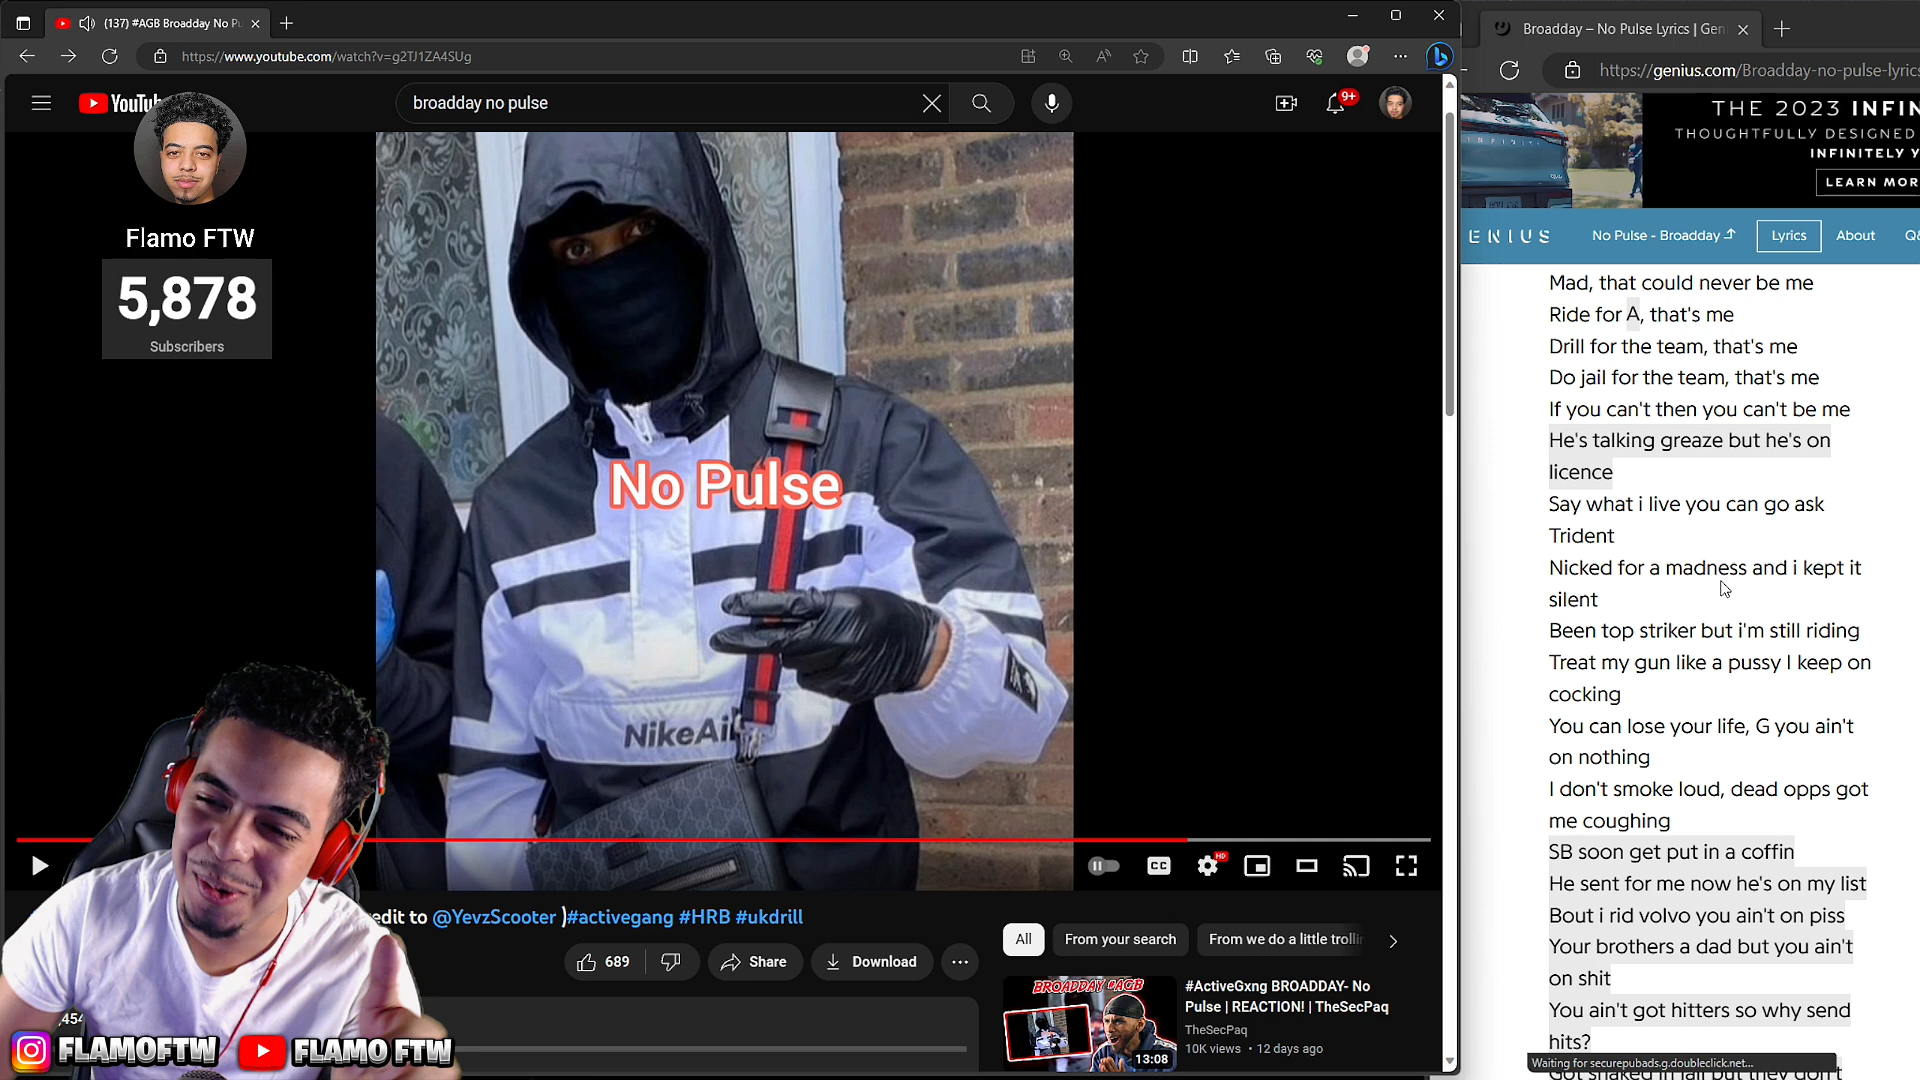 (137) #AGB Broadday No Pu
https://www.youtube.com/watch?v=g2TJ1ZA4SUg
broadday no pulse
9+
Flamo FTW
5,878
Subscribers
No Pulse
NikeAi
CC
HD
edit to @YevzScooter )#activegang #HRB #ukdrill
689
Share
Download
All
From your search
From we do a little trollin
BROADDAY #AGB
13:08
#ActiveGxng BROADDAY- No
Pulse | REACTION! | TheSecPaq
TheSecPaq
10K views • 12 days ago
FLAMOFTW
FLAMO FTW
Broadday – No Pulse Lyrics | Gen
https://genius.com/Broadday-no-pulse-lyrics
THE 2023 INFIN
THOUGHTFULLY DESIGNED
INFINITELY Y
LEARN MOR
ENIUS
No Pulse - Broadday
Lyrics
About
Q&
Mad, that could never be me
Ride for A, that's me
Drill for the team, that's me
Do jail for the team, that's me
If you can't then you can't be me
He's talking greaze but he's on
licence
Say what i live you can go ask
Trident
Nicked for a madness and i kept it
silent
Been top striker but i'm still riding
Treat my gun like a pussy I keep on
cocking
You can lose your life, G you ain't
on nothing
I don't smoke loud, dead opps got
me coughing
SB soon get put in a coffin
He sent for me now he's on my list
Bout i rid volvo you ain't on piss
Your brothers a dad but you ain't
on shit
You ain't got hitters so why send
hits?
Waiting for securepubads.g.doubleclick.net...